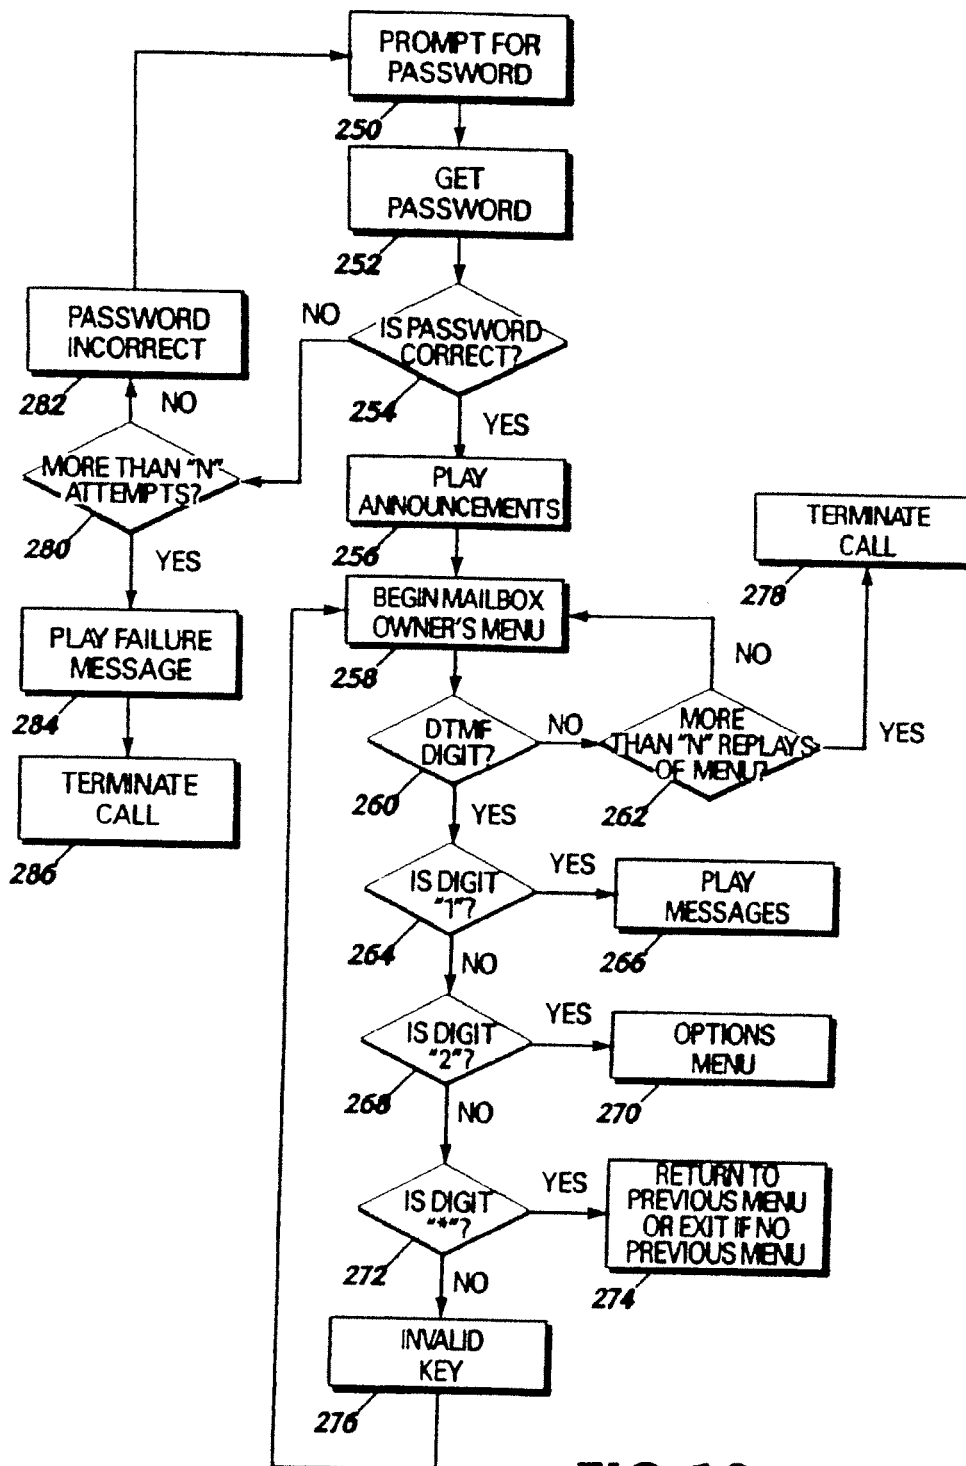 PROMPT FOR
PASSWORD
250
GET
PASSWORD
252
PASSWORD
INCORRECT
282
NO
IS PASSWORD
CORRECT?
254
NO
YES
MORE THAN "N"
ATTEMPTS?
280
YES
PLAY
ANNOUNCEMENTS
256
TERMINATE
CALL
278
BEGIN MAILBOX
OWNER'S MENU
258
PLAY FAILURE
MESSAGE
284
NO
DTMF
DIGIT?
260
NO
MORE
THAN "N" REPLAYS
OF MENU?
262
YES
YES
TERMINATE
CALL
286
IS DIGIT
"1"?
264
YES
PLAY
MESSAGES
266
NO
IS DIGIT
"2"?
268
YES
OPTIONS
MENU
270
NO
IS DIGIT
"*"?
272
YES
RETURN TO
PREVIOUS MENU
OR EXIT IF NO
PREVIOUS MENU
274
NO
INVALID
KEY
276